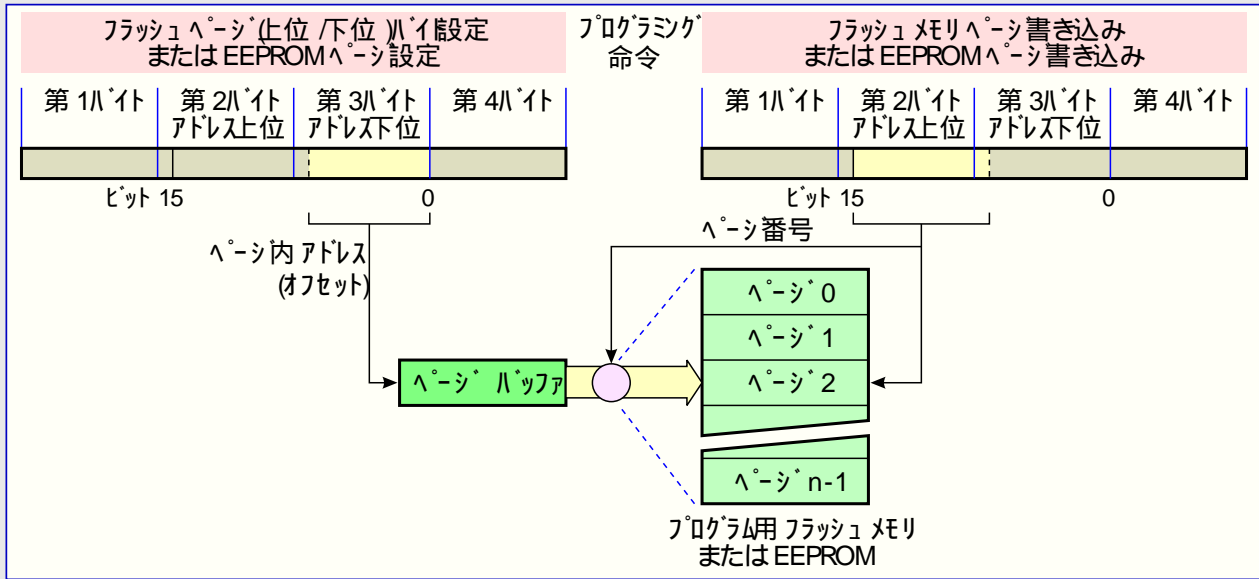 フラッシュ ページ(上位/下位)バイト設定
またはEEPROMページ設定
プログラミング
命令
フラッシュ メモリ ページ書き込み
またはEEPROMページ書き込み
第1バイト
第2バイト
アドレス上位
第3バイト
アドレス下位
第4バイト
第1バイト
第2バイト
アドレス上位
第3バイト
アドレス下位
第4バイト
ビット15
0
ビット15
0
ページ内アドレス
(オフセット)
ページ番号
ページ バッファ
ページ0
ページ1
ページ2
ページn-1
プログラム用フラッシュ メモリ
またはEEPROM